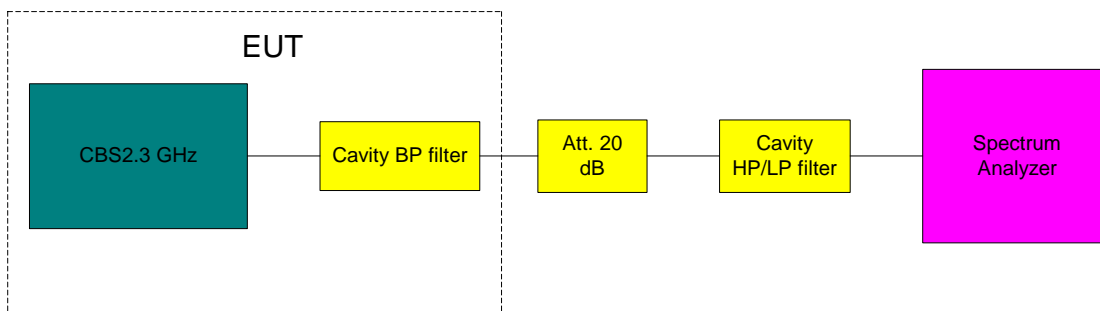 EUT
CBS2.3 GHz
Cavity BP filter
Att. 20
dB
Cavity
HP/LP filter
Spectrum
Analyzer